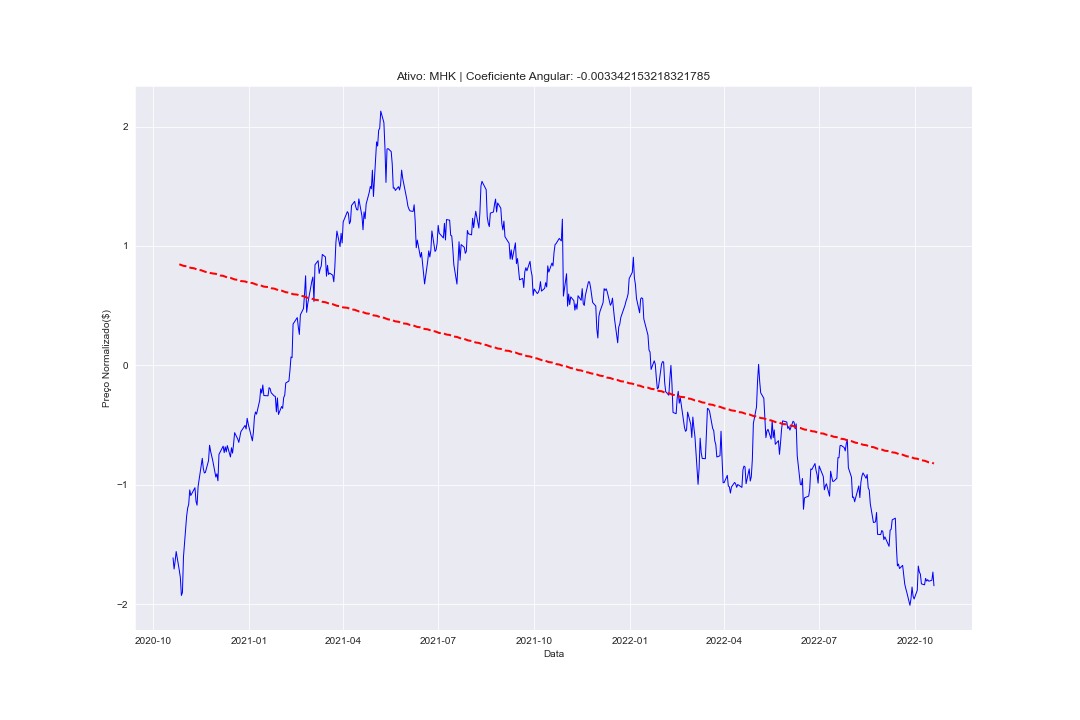 Ativo: MHK | Coeficiente Angular: -0.003342153218321785
Preço Normalizado($)
2
1
0
−1
−2
2020-10 2021-01 2021-04 2021-07 2021-10 2022-01 2022-04 2022-07 2022-10
Data